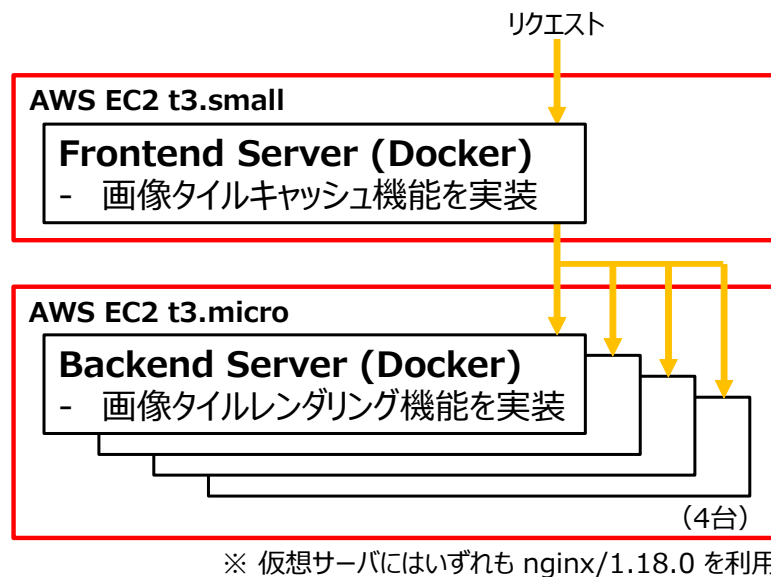 リクエスト
AWS EC2 t3.small
Frontend Server (Docker)
- 画像タイルキャッシュ機能を実装
AWS EC2 t3.micro
Backend Server (Docker)
- 画像タイルレンダリング機能を実装
（4台）
※ 仮想サーバにはいずれも nginx/1.18.0 を利用